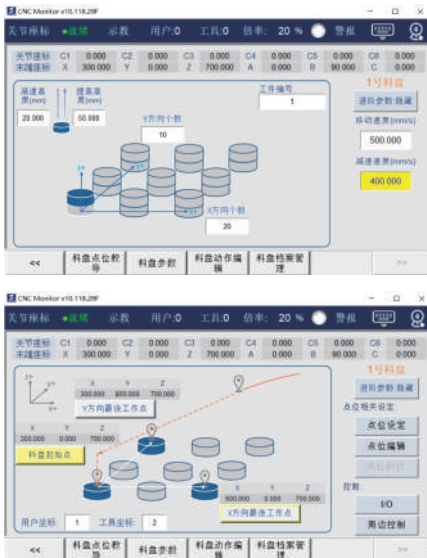 CNC Monitor v10.118.28F
关节座标 ●就绪 示教 用户:0 工具:0 倍率: 20 % 警报
关节座标 C1 0.000 C2 0.000 C3 0.000 C4 0.000 C5 0.000 C6 0.000
末端座标 X 300.000 Y 0.000 Z 700.000 A 0.000 B 90.000 C 0.000
1号料盘
减速高度(mm)
提高高度(mm)
20.000
50.000
工件编号
1
进阶参数 隐藏
移动速度(mm/s)
500.000
减速速度(mm/s)
400.000
Y方向个数
10
Y+
X+
X方向个数
20
<< 料盘点位教导 料盘参数 料盘动作编辑 料盘档案管理 >>
CNC Monitor v10.118.28F
关节座标 ●就绪 示教 用户:0 工具:0 倍率: 20 % 警报
关节座标 C1 0.000 C2 0.000 C3 0.000 C4 0.000 C5 0.000 C6 0.000
末端座标 X 300.000 Y 0.000 Z 700.000 A 0.000 B 90.000 C 0.000
1号料盘
进阶参数 隐藏
Z+
Y+
X+
X Y Z
300.000 600.000 700.000
Y方向最後工作点
X Y Z
300.000 0.000 700.000
料盘起始点
点位相关设定:
点位设定
点位编辑
X Y Z
600.000 0.000 700.000
X方向最後工作点
控制:
I/O
周边控制
用户坐标: 1 工具坐标: 2
<< 料盘点位教导 料盘参数 料盘动作编辑 料盘档案管理 >>